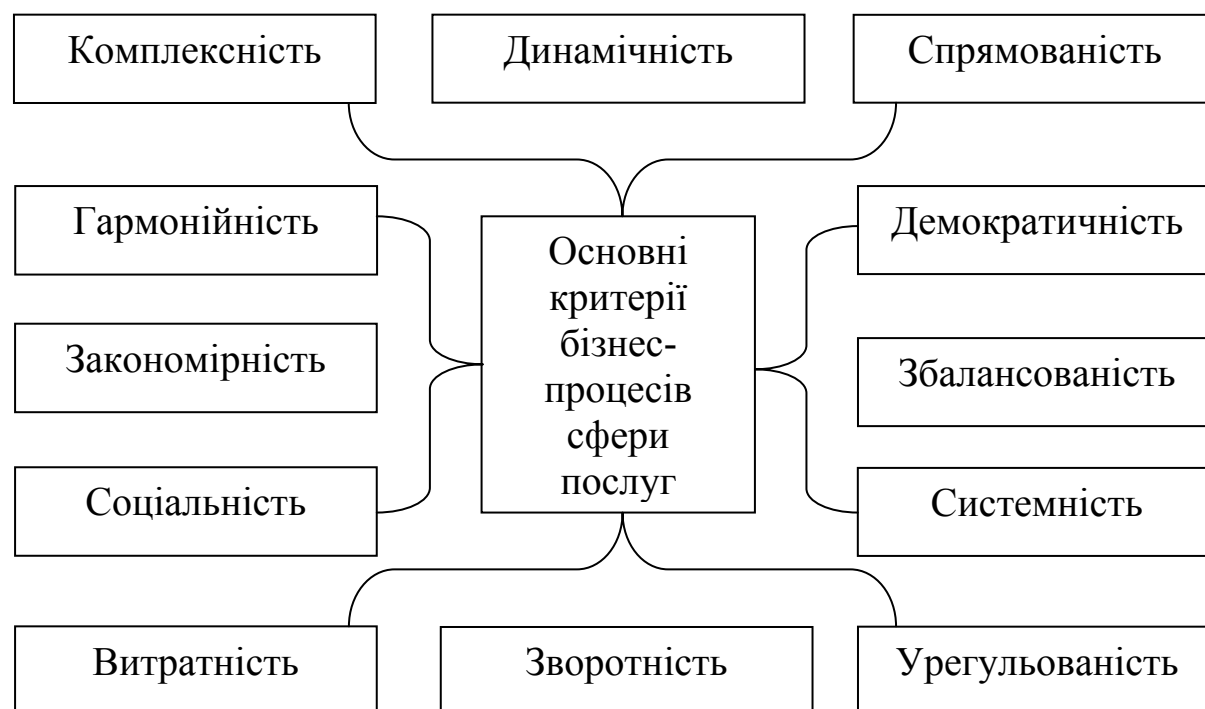 Комплексність
Динамічність
Спрямованість
Гармонійність
Демократичність
Основні
критерії
бізнес-
процесів
сфери
послуг
Закономірність
Збалансованість
Соціальність
Системність
Витратність
Зворотність
Урегульованість